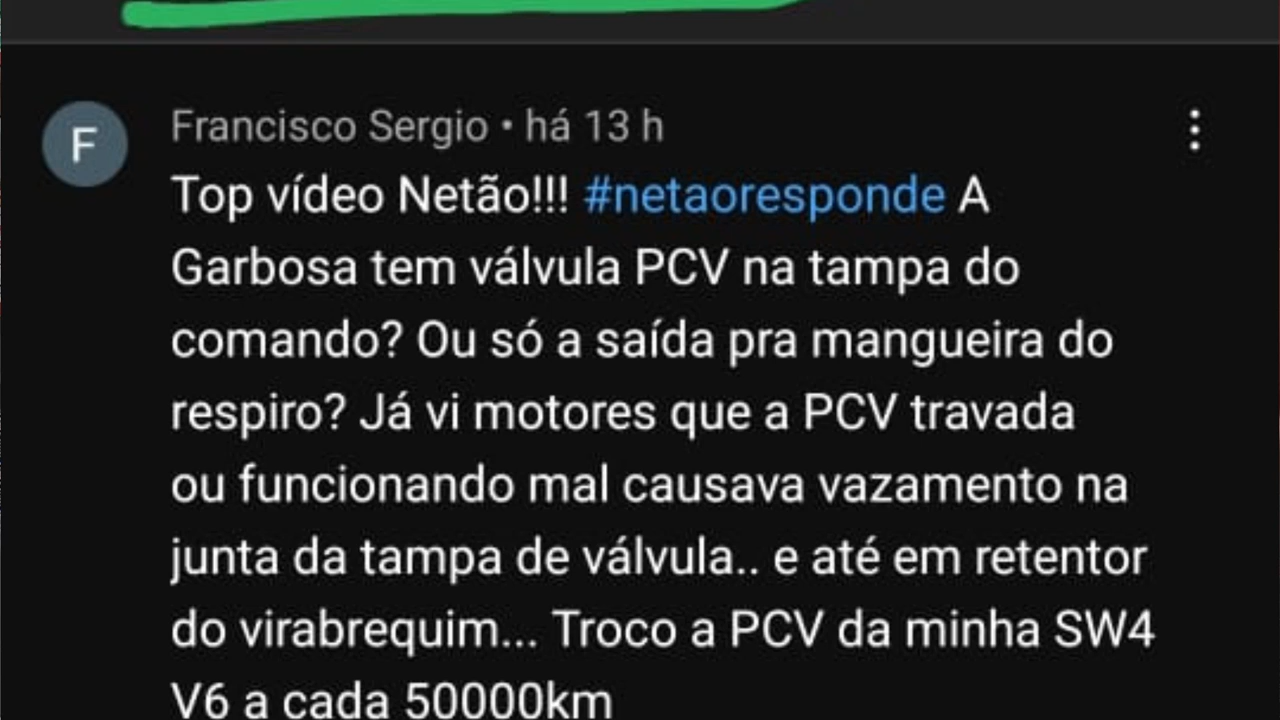 F
Francisco Sergio • há 13 h
Top vídeo Netão!!! #netaoresponde A
Garbosa tem válvula PCV na tampa do
comando? Ou só a saída pra mangueira do
respiro? Já vi motores que a PCV travada
ou funcionando mal causava vazamento na
junta da tampa de válvula.. e até em retentor
do virabrequim... Troco a PCV da minha SW4
V6 a cada 50000km